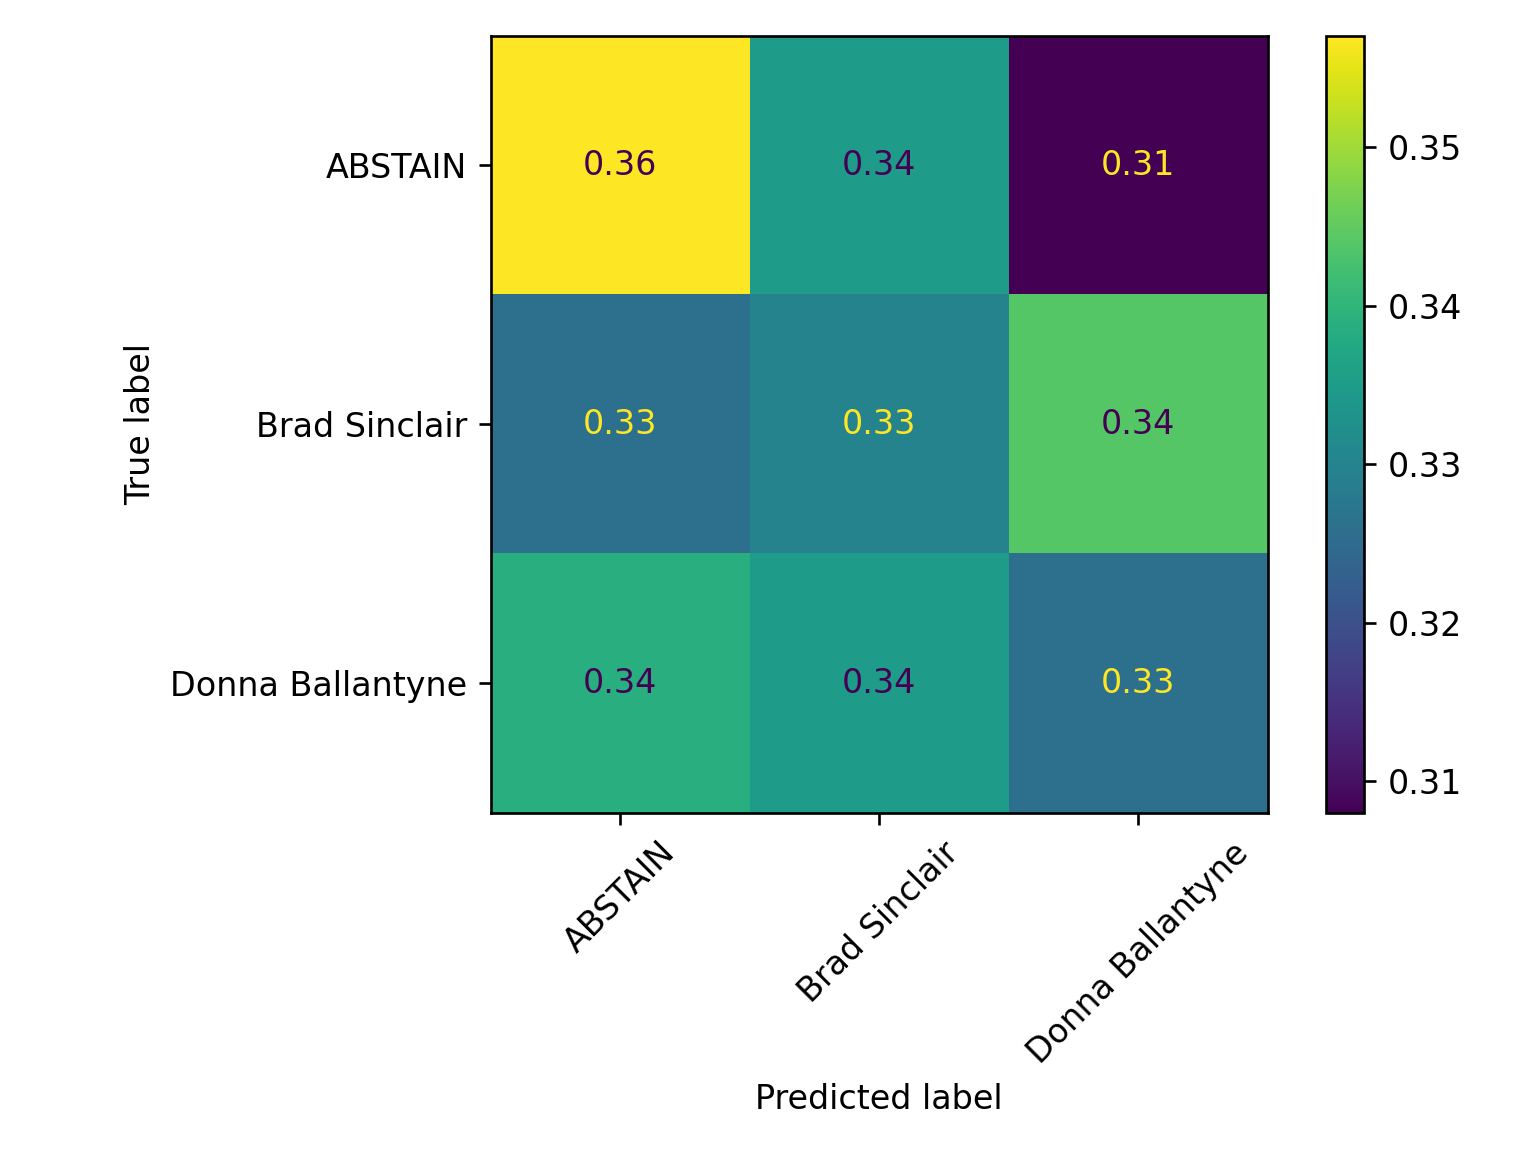 ABSTAIN
Brad Sinclair
Donna Ballantyne
True label
0.36 0.34 0.31
0.33 0.33 0.34
0.34 0.34 0.33
ABSTAIN
Brad Sinclair
Donna Ballantyne
Predicted label
0.35
0.34
0.33
0.32
0.31